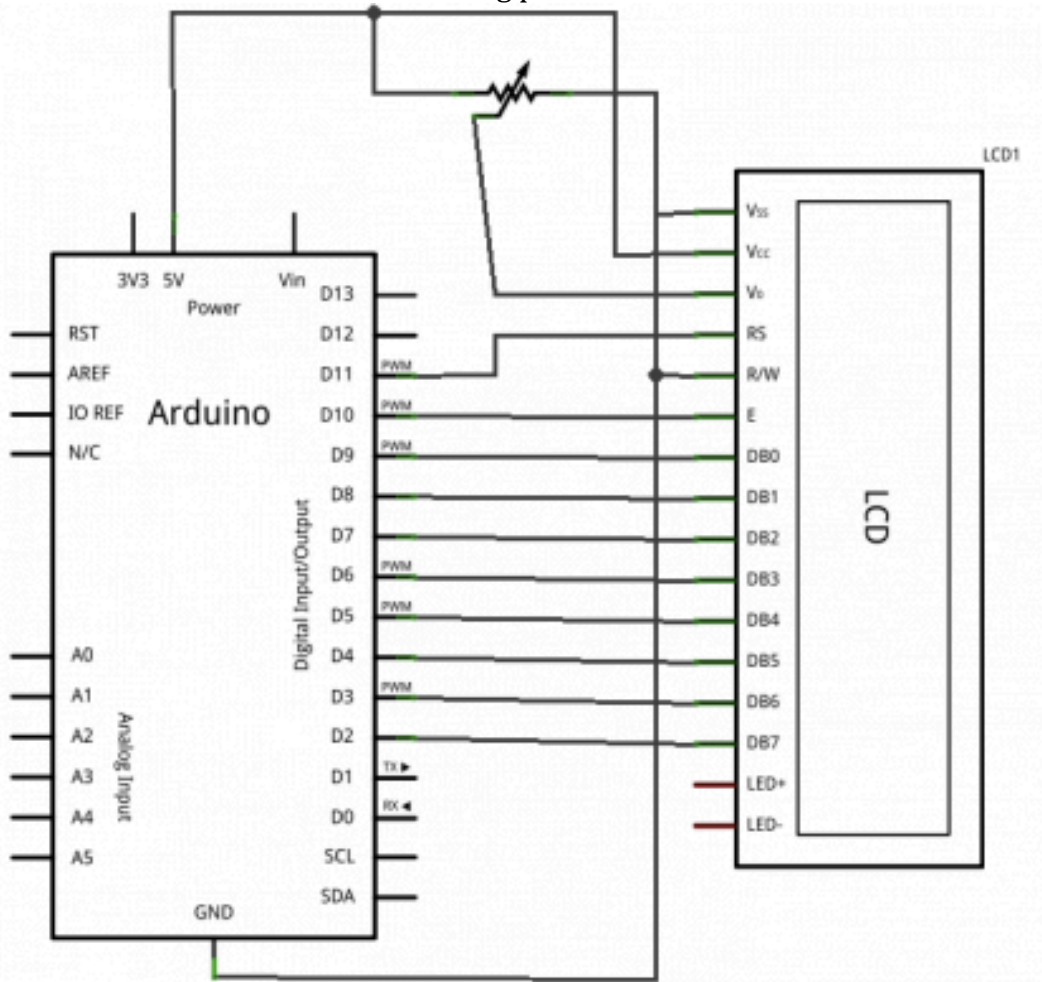 LCD1
3V3 5V Vin
Power
RST
AREF
IO REF
N/C
Arduino
A0
A1
A2
A3
A4
A5
Analog Input
GND
Digital Input/Output
D13
D12
D11 PWM
D10 PWM
D9 PWM
D8
D7
D6 PWM
D5 PWM
D4
D3 PWM
D2
D1 TX
D0 RX
SCL
SDA
Vss
Vcc
V0
RS
R/W
E
DB0
DB1
DB2
DB3
DB4
DB5
DB6
DB7
LED+
LED-
LCD